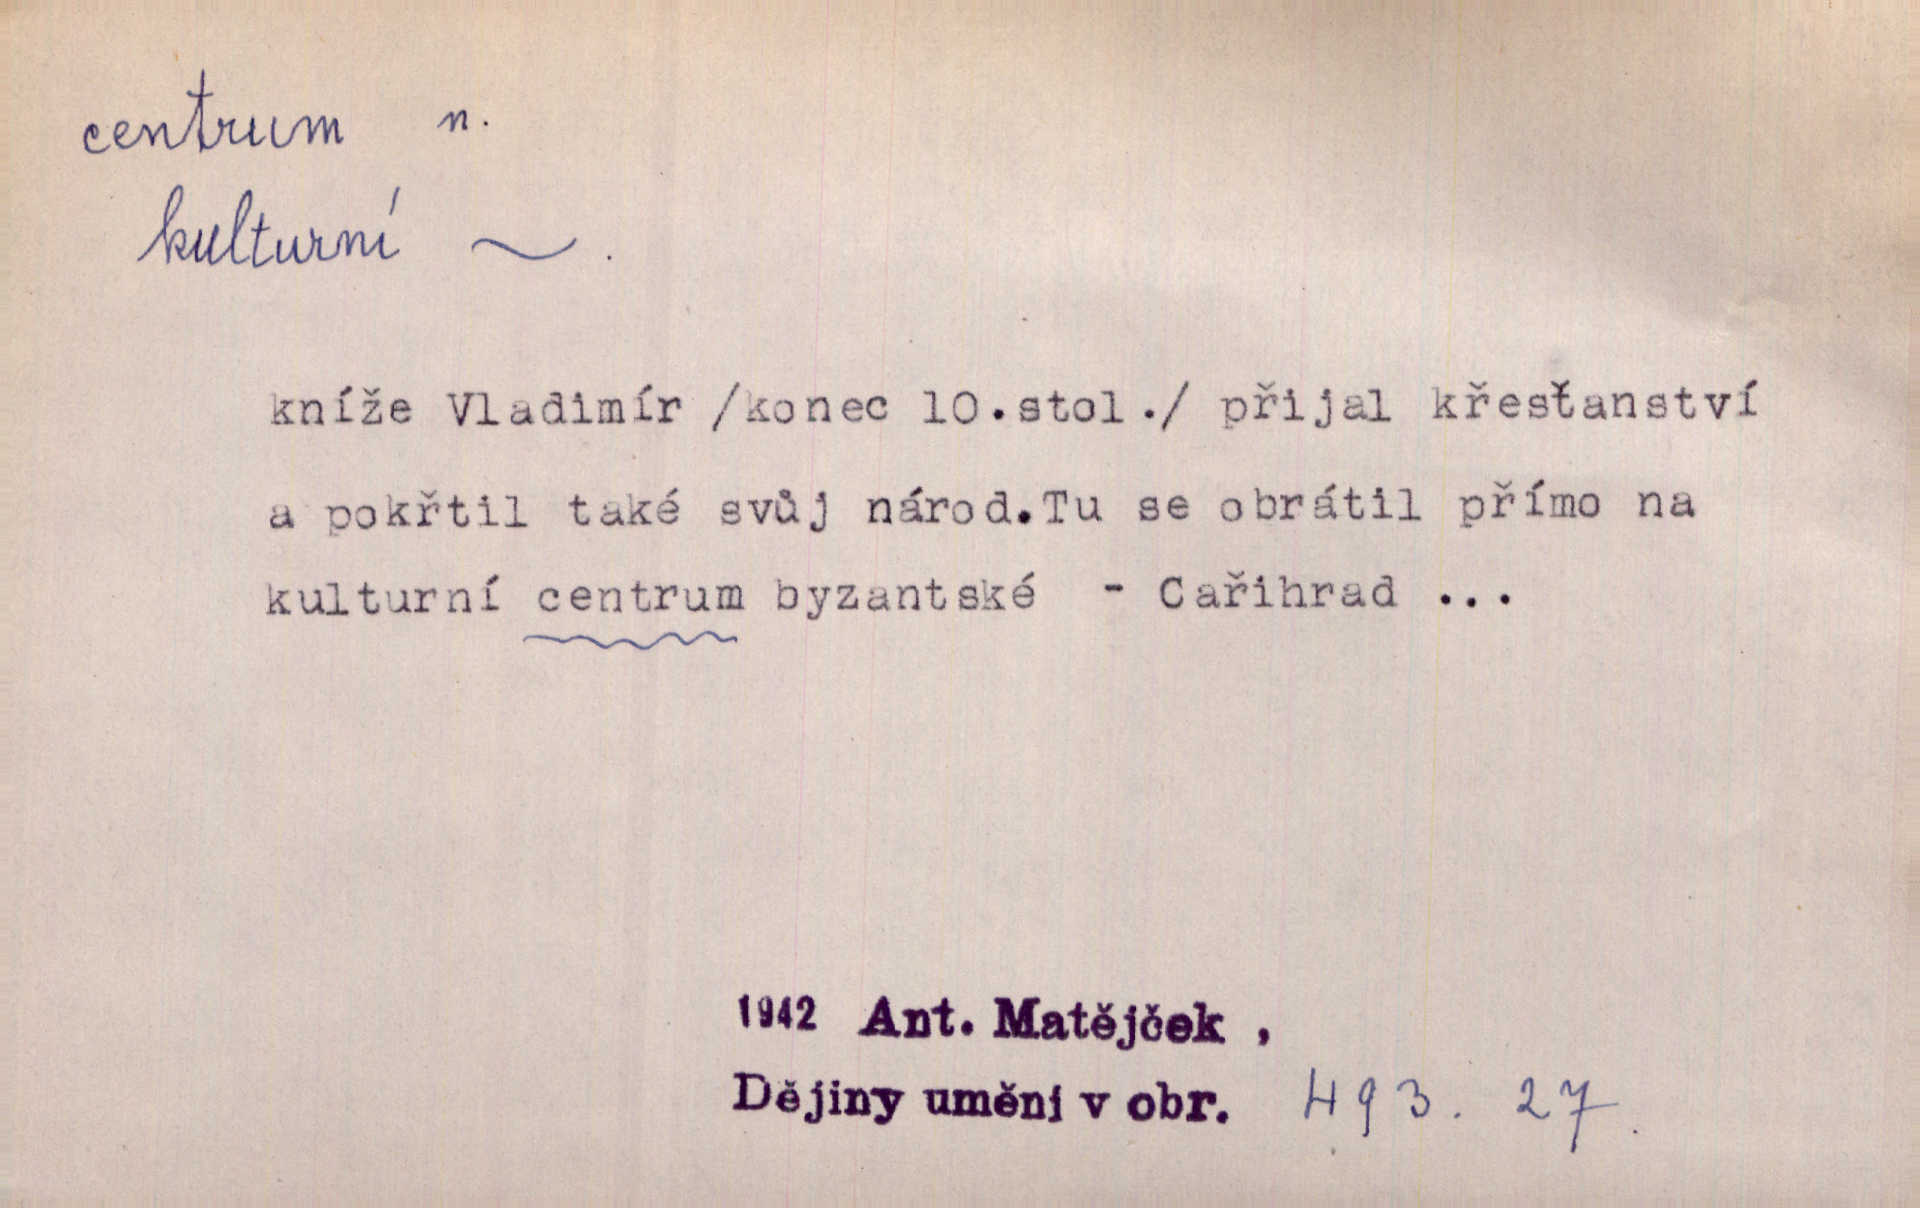 centrum n.
kulturní ~.
kníže Vladimír /konec 10.stol./ přijal křesťanství
a pokřtil také svůj národ.Tu se obrátil přímo na
kulturní centrum byzantské - Cařihrad ...
1942 Ant. Matějček ,
Dějiny umění v obr. 493. 27.